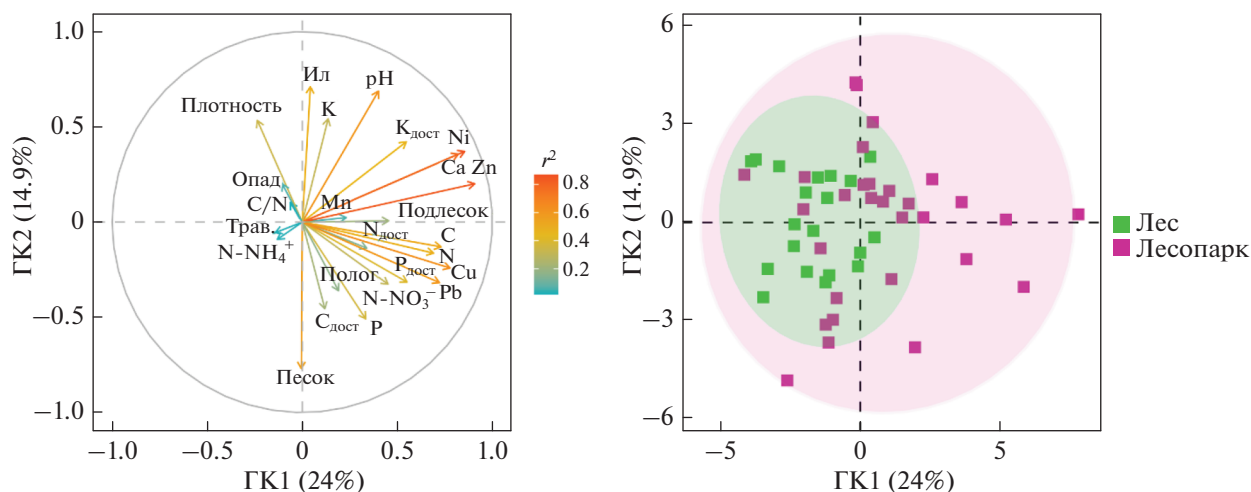 1.0
0.5
0
−0.5
−1.0
−1.0
−0.5
0
0.5
1.0
ГК2 (14.9%)
ГК1 (24%)
Ил
pH
Плотность
K
Kдост
Ni
Ca Zn
Опад
C/N
Mn
Подлесок
Трав.
Nдост
C
N-NH₄⁺
N
Полог
Pдост
Cu
N-NO₃⁻
Pb
Cдост
P
Песок
r²
0.8
0.6
0.4
0.2
6
3
0
−3
−6
−5
0
5
ГК2 (14.9%)
ГК1 (24%)
Лес
Лесопарк